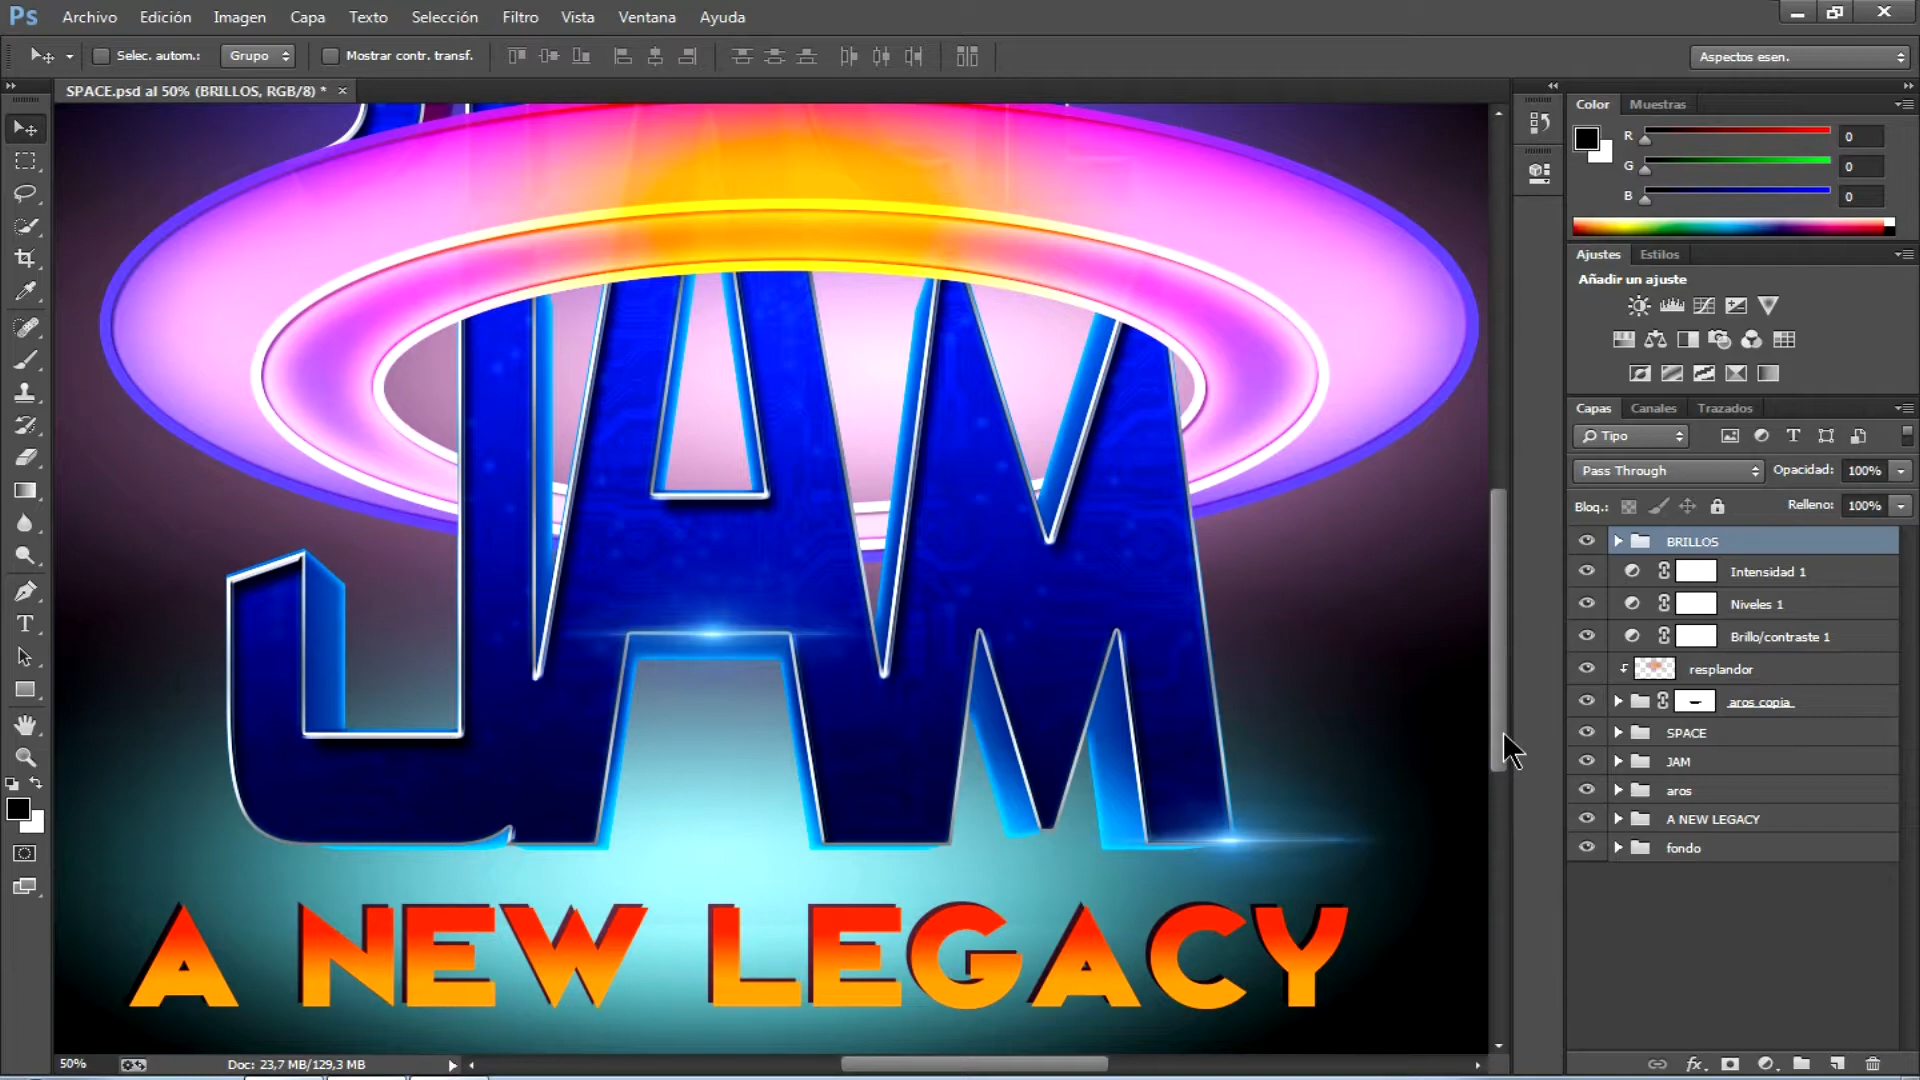 Ps Archivo Edición Imagen Capa Texto Selección Filtro Vista Ventana Ayuda
Selec. autom.: Grupo Mostrar contr. transf. Aspectos esen.
SPACE.psd al 50% (BRILLOS, RGB/8) * ×
Color Muestras
R 0
G 0
B 0
Ajustes Estilos
Añadir un ajuste
Capas Canales Trazados
Tipo
Pass Through Opacidad: 100%
Bloq.: Relleno: 100%
BRILLOS
Intensidad 1
Niveles 1
Brillo/contraste 1
resplandor
aros copia
SPACE
JAM
aros
A NEW LEGACY
fondo
JAM
A NEW LEGACY
50% Doc: 23,7 MB/129,3 MB